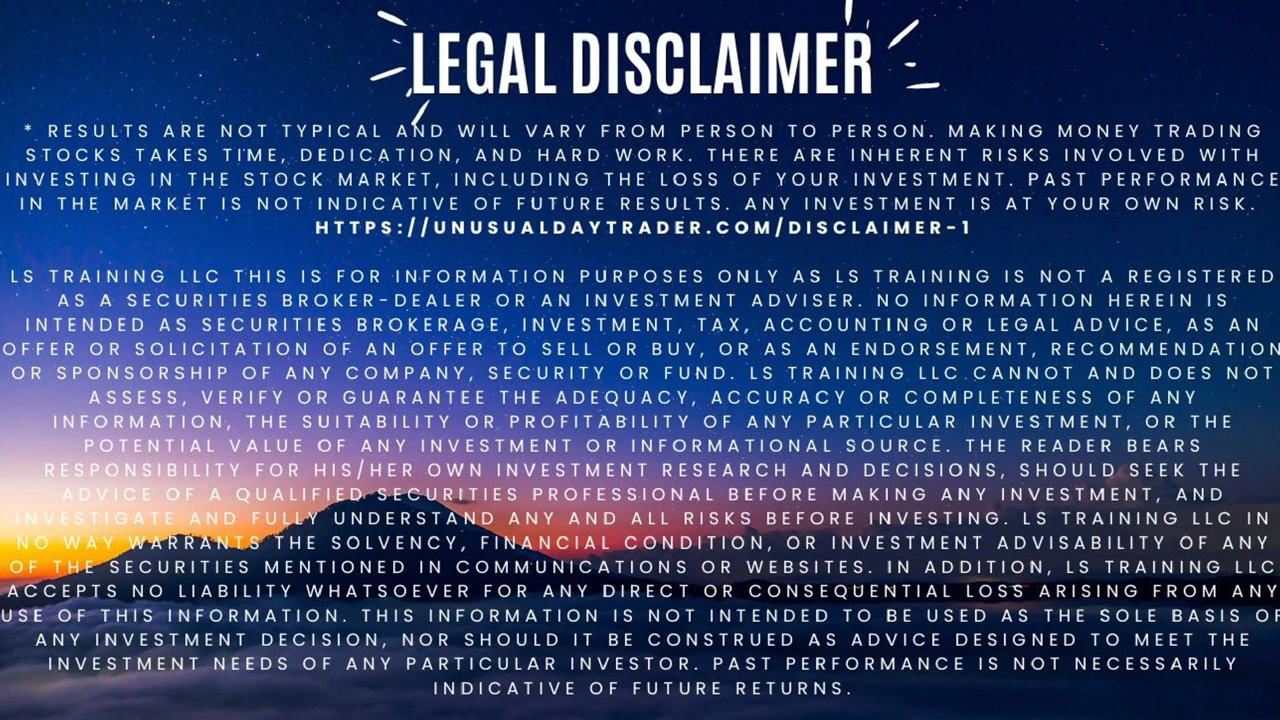 LEGAL DISCLAIMER
* RESULTS ARE NOT TYPICAL AND WILL VARY FROM PERSON TO PERSON. MAKING MONEY TRADING
STOCKS TAKES TIME, DEDICATION, AND HARD WORK. THERE ARE INHERENT RISKS INVOLVED WITH
INVESTING IN THE STOCK MARKET, INCLUDING THE LOSS OF YOUR INVESTMENT. PAST PERFORMANCE
IN THE MARKET IS NOT INDICATIVE OF FUTURE RESULTS. ANY INVESTMENT IS AT YOUR OWN RISK.
HTTPS://UNUSUALDAYTRADER.COM/DISCLAIMER-1
LS TRAINING LLC THIS IS FOR INFORMATION PURPOSES ONLY AS LS TRAINING IS NOT A REGISTERED
AS A SECURITIES BROKER-DEALER OR AN INVESTMENT ADVISER. NO INFORMATION HEREIN IS
INTENDED AS SECURITIES BROKERAGE, INVESTMENT, TAX, ACCOUNTING OR LEGAL ADVICE, AS AN
OFFER OR SOLICITATION OF AN OFFER TO SELL OR BUY, OR AS AN ENDORSEMENT, RECOMMENDATION
OR SPONSORSHIP OF ANY COMPANY, SECURITY OR FUND. LS TRAINING LLC CANNOT AND DOES NOT
ASSESS, VERIFY OR GUARANTEE THE ADEQUACY, ACCURACY OR COMPLETENESS OF ANY
INFORMATION, THE SUITABILITY OR PROFITABILITY OF ANY PARTICULAR INVESTMENT, OR THE
POTENTIAL VALUE OF ANY INVESTMENT OR INFORMATIONAL SOURCE. THE READER BEARS
RESPONSIBILITY FOR HIS/HER OWN INVESTMENT RESEARCH AND DECISIONS, SHOULD SEEK THE
ADVICE OF A QUALIFIED SECURITIES PROFESSIONAL BEFORE MAKING ANY INVESTMENT, AND
INVESTIGATE AND FULLY UNDERSTAND ANY AND ALL RISKS BEFORE INVESTING. LS TRAINING LLC IN
NO WAY WARRANTS THE SOLVENCY, FINANCIAL CONDITION, OR INVESTMENT ADVISABILITY OF ANY
OF THE SECURITIES MENTIONED IN COMMUNICATIONS OR WEBSITES. IN ADDITION, LS TRAINING LLC
ACCEPTS NO LIABILITY WHATSOEVER FOR ANY DIRECT OR CONSEQUENTIAL LOSS ARISING FROM ANY
USE OF THIS INFORMATION. THIS INFORMATION IS NOT INTENDED TO BE USED AS THE SOLE BASIS OF
ANY INVESTMENT DECISION, NOR SHOULD IT BE CONSTRUED AS ADVICE DESIGNED TO MEET THE
INVESTMENT NEEDS OF ANY PARTICULAR INVESTOR. PAST PERFORMANCE IS NOT NECESSARILY
INDICATIVE OF FUTURE RETURNS.